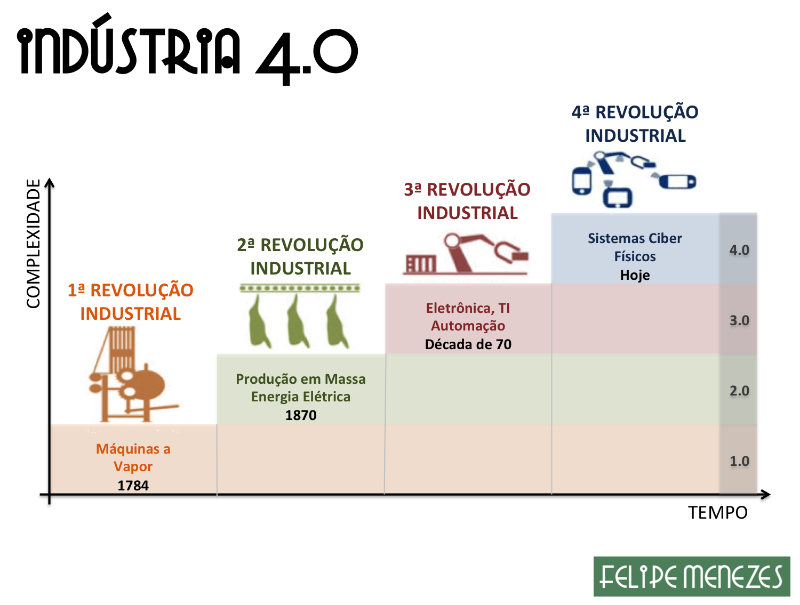 INDÚSTRIA 4.0
4ª REVOLUÇÃO
INDUSTRIAL
3ª REVOLUÇÃO
INDUSTRIAL
2ª REVOLUÇÃO
INDUSTRIAL
1ª REVOLUÇÃO
INDUSTRIAL
COMPLEXIDADE
Sistemas Ciber
Físicos
Hoje
4.0
Eletrônica, TI
Automação
Década de 70
3.0
Produção em Massa
Energia Elétrica
1870
2.0
Máquinas a
Vapor
1784
1.0
TEMPO
FELIPE MENEZES